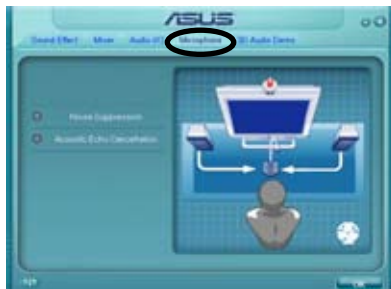 ASUS
Sound Effect Mixer Audio I/O Microphone 3D Audio Demo
Noise Suppression
Acoustic Echo Cancellation
OK